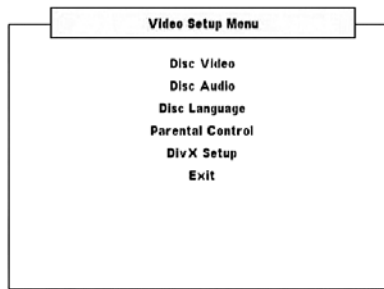 Video Setup Menu
Disc Video
Disc Audio
Disc Language
Parental Control
DivX Setup
Exit